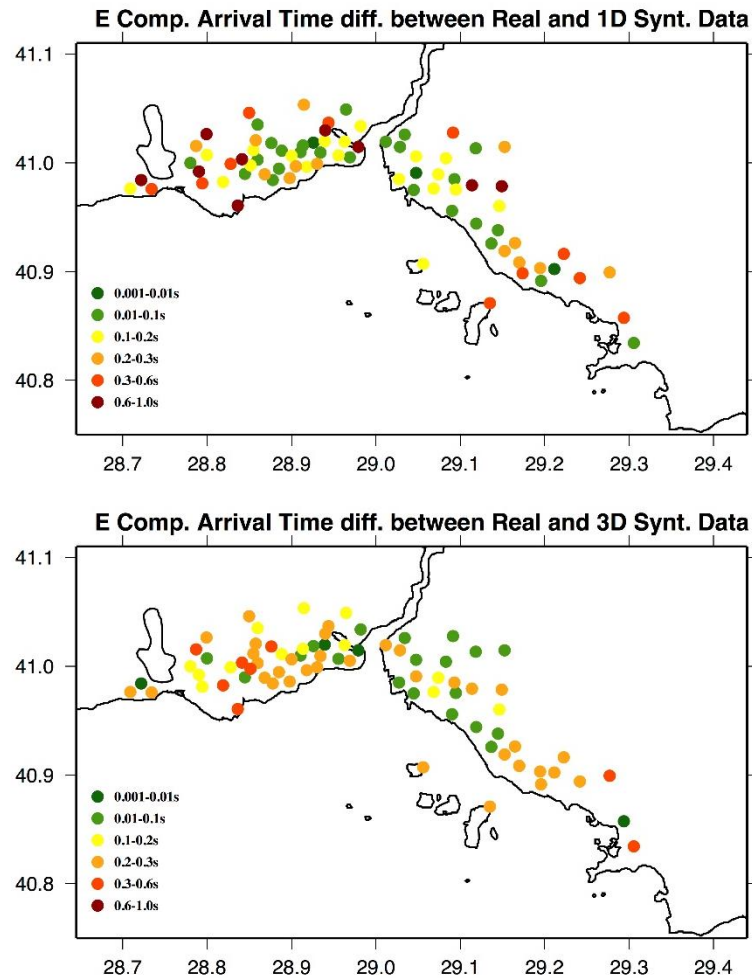 E Comp. Arrival Time diff. between Real and 1D Synt. Data
41.1
41.0
40.9
40.8
0.001-0.01s
0.01-0.1s
0.1-0.2s
0.2-0.3s
0.3-0.6s
0.6-1.0s
28.7 28.8 28.9 29.0 29.1 29.2 29.3 29.4
E Comp. Arrival Time diff. between Real and 3D Synt. Data
41.1
41.0
40.9
40.8
0.001-0.01s
0.01-0.1s
0.1-0.2s
0.2-0.3s
0.3-0.6s
0.6-1.0s
28.7 28.8 28.9 29.0 29.1 29.2 29.3 29.4